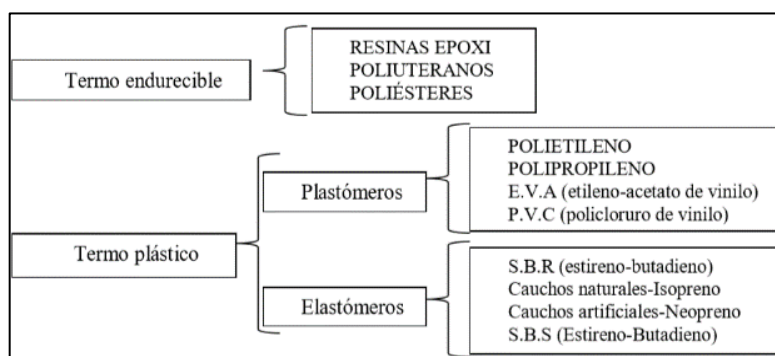 Termo endurecible
RESINAS EPOXI
POLIUTERANOS
POLIÉSTERES
Termo plástico
Plastómeros
POLIETILENO
POLIPROPILENO
E.V.A (etileno-acetato de vinilo)
P.V.C (policloruro de vinilo)
Elastómeros
S.B.R (estireno-butadieno)
Cauchos naturales-Isopreno
Cauchos artificiales-Neopreno
S.B.S (Estireno-Butadieno)